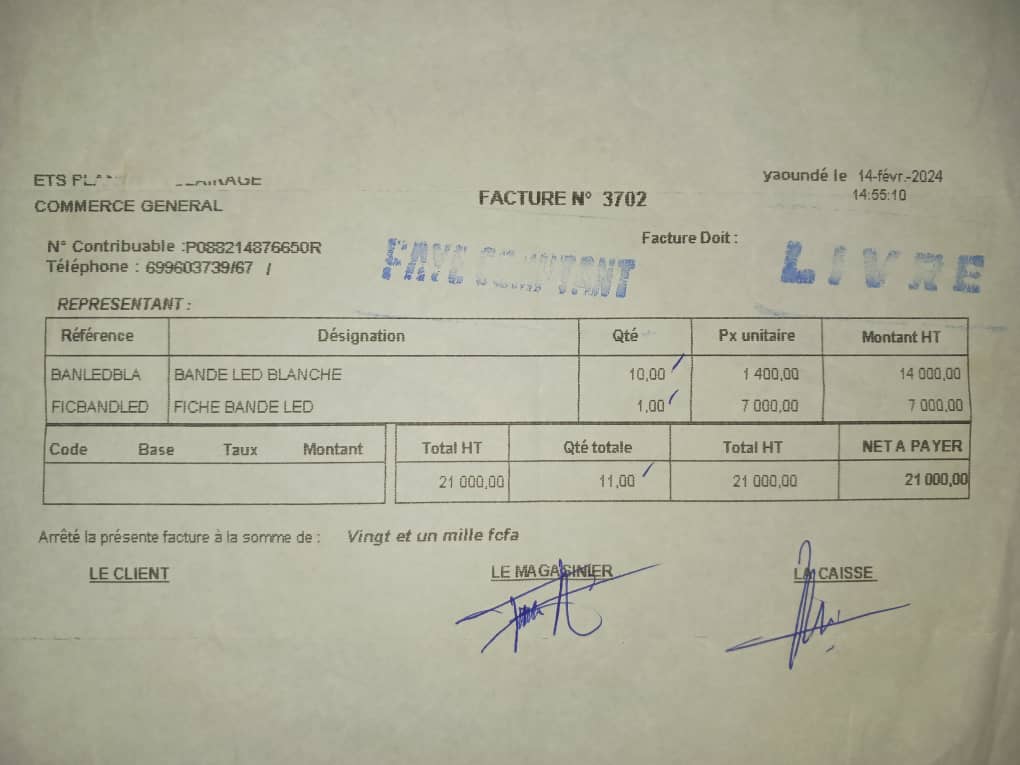 ETS
COMMERCE GENERAL
FACTURE N° 3702
yaoundé le 14-févr.-2024
14:55:10
N° Contribuable :P088214876650R
Téléphone : 699603739/67 /
Facture Doit :
PAYE COMPTANT
LIVRE
REPRESENTANT :
Référence Désignation Qté Px unitaire Montant HT
BANLEDBLA BANDE LED BLANCHE 10,00 1 400,00 14 000,00
FICBANDLED FICHE BANDE LED 1,00 7 000,00 7 000,00
Code Base Taux Montant Total HT Qté totale Total HT NET A PAYER
21 000,00 11,00 21 000,00 21 000,00
Arrêté la présente facture à la somme de : Vingt et un mille fcfa
LE CLIENT LE MAGASINIER LA CAISSE